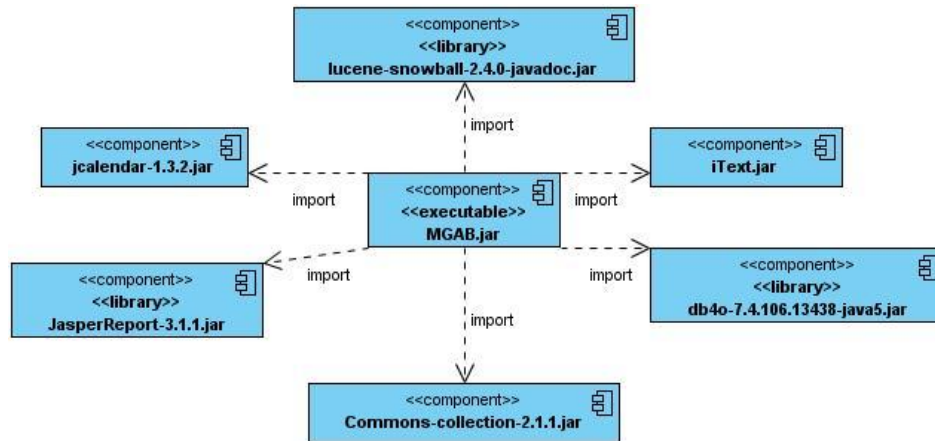 <<component>>
<<library>>
lucene-snowball-2.4.0-javadoc.jar
import
<<component>>
jcalendar-1.3.2.jar
<<component>>
iText.jar
import
<<component>>
<<executable>>
MGAB.jar
import
<<component>>
<<library>>
JasperReport-3.1.1.jar
import
import
<<component>>
<<library>>
db4o-7.4.106.13438-java5.jar
import
<<component>>
Commons-collection-2.1.1.jar